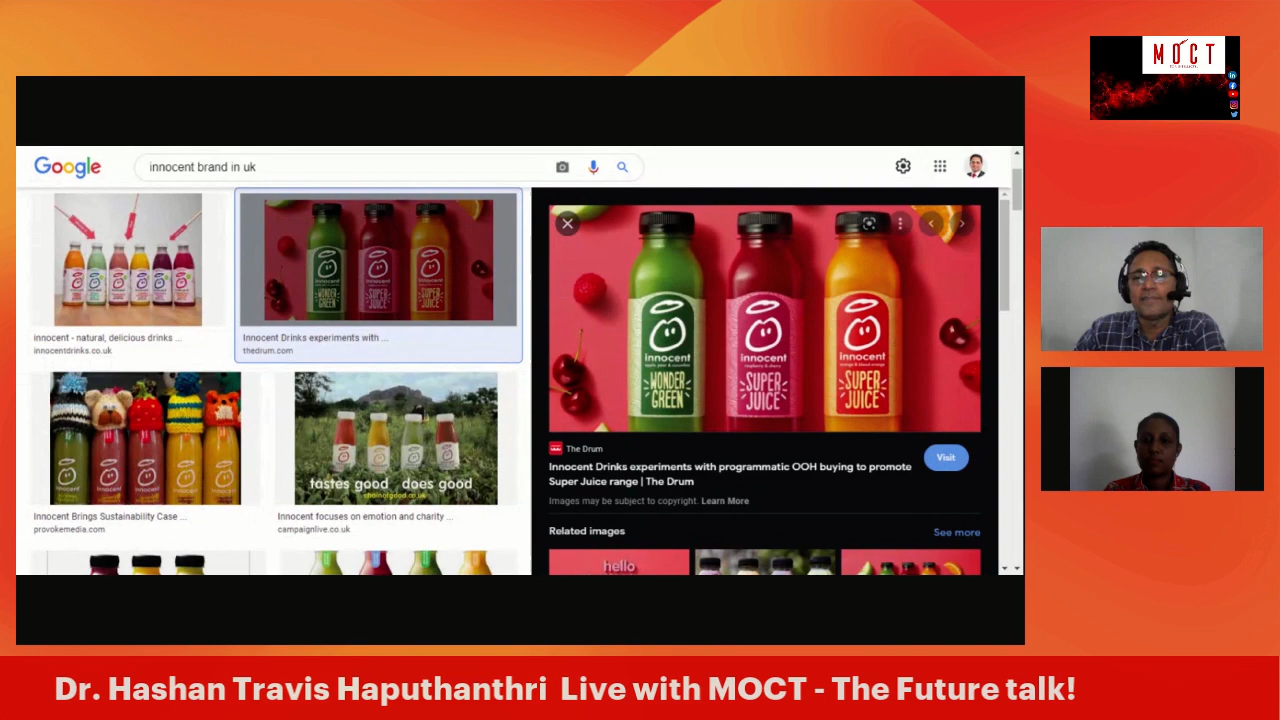 MOCT
Google
innocent brand in uk
innocent - natural, delicious drinks ...
innocentdrinks.co.uk
Innocent Drinks experiments with ...
thedrum.com
innocent
WONDER
GREEN
innocent
SUPER
JUICE
innocent
SUPER
JUICE
The Drum
Visit
Innocent Drinks experiments with programmatic OOH buying to promote
Super Juice range | The Drum
Images may be subject to copyright. Learn More
tastes good does good
Innocent Brings Sustainability Case ...
provokemedia.com
Innocent focuses on emotion and charity ...
campaignlive.co.uk
Related images
See more
hello
Dr. Hashan Travis Haputhanthri Live with MOCT - The Future talk!